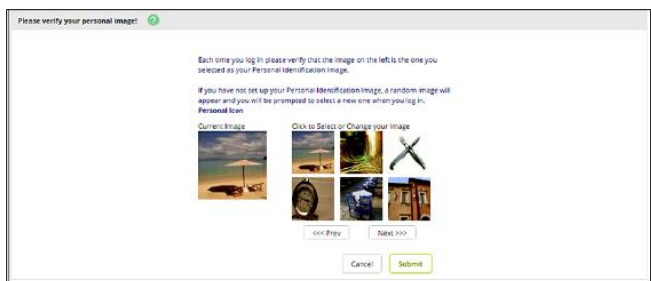 Please verify your personal image!
Each time you log in please verify that the image on the left is the one you
selected as your Personal Identification Image.
If you have not set up your Personal Identification Image, a random image will
appear and you will be prompted to select a new one when you log in.
Personal Icon
Current Image
Click to Select or Change your Image
<<< Prev
Next >>>
Cancel
Submit